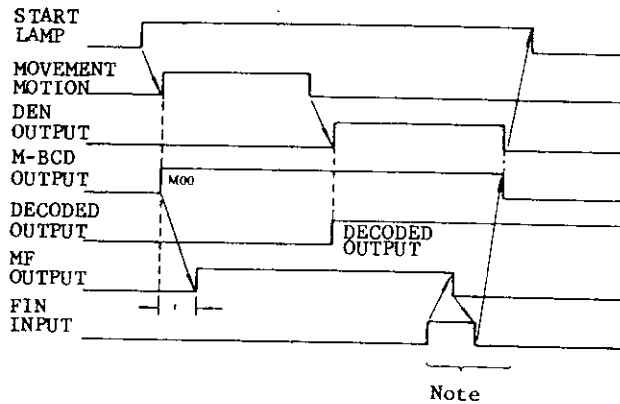 START
LAMP
MOVEMENT
MOTION
DEN
OUTPUT
M-BCD
OUTPUT
M00
DECODED
OUTPUT
DECODED
OUTPUT
MF
OUTPUT
FIN
INPUT
Note